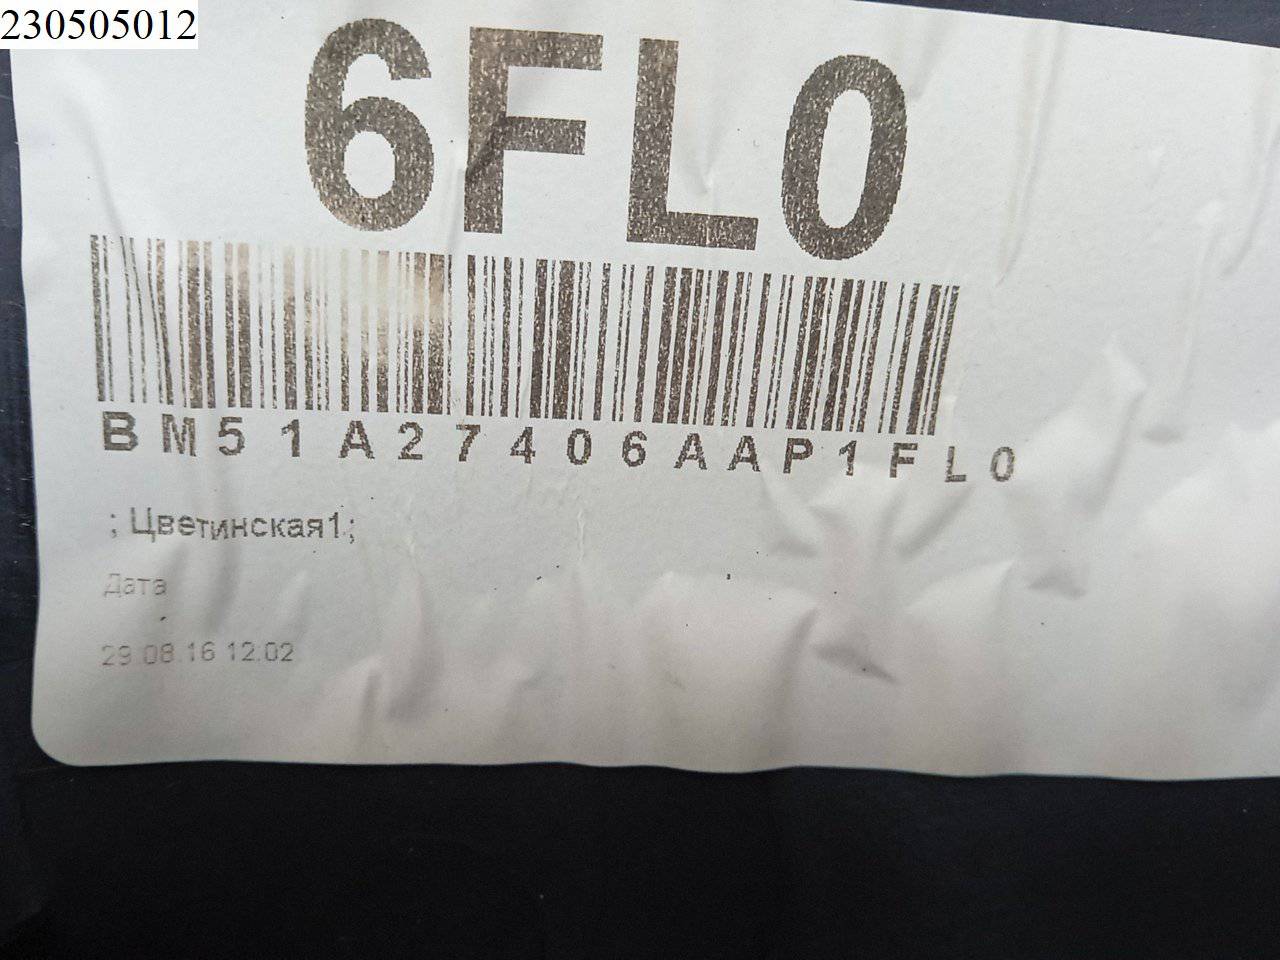 230505012
6FL0
BM51A27406AAP1FL0
; Цветинская1;
Дата
29.08.16 12:02